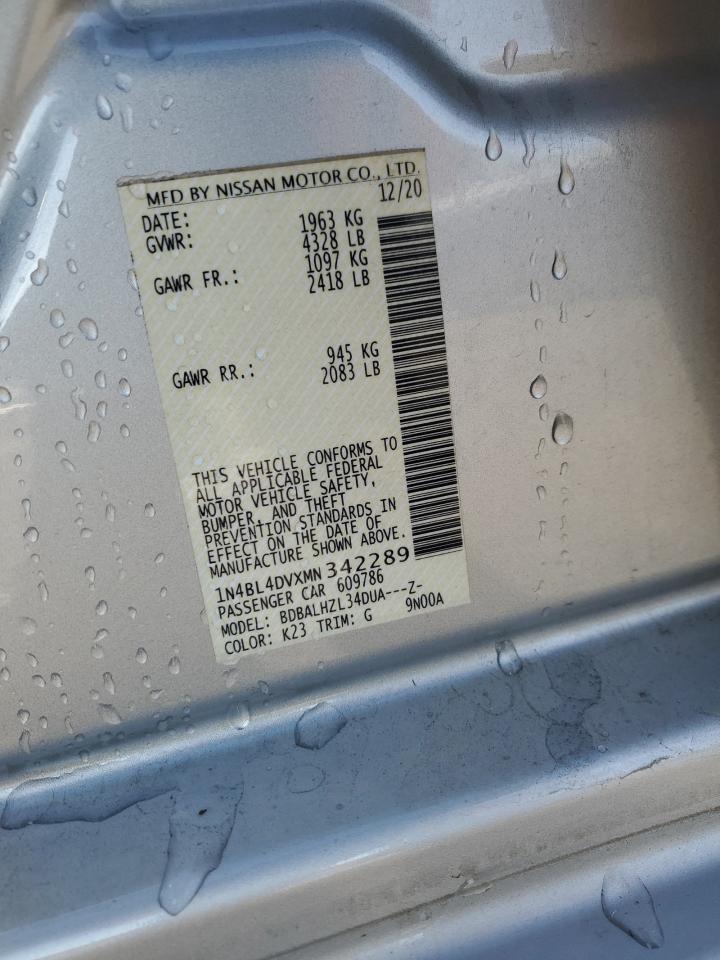 MFD BY NISSAN MOTOR CO., LTD.
DATE: 12/20
GVWR: 1963 KG
4328 LB
GAWR FR.: 1097 KG
2418 LB
GAWR RR.: 945 KG
2083 LB
THIS VEHICLE CONFORMS TO
ALL APPLICABLE FEDERAL
MOTOR VEHICLE SAFETY,
BUMPER, AND THEFT
PREVENTION STANDARDS IN
EFFECT ON THE DATE OF
MANUFACTURE SHOWN ABOVE.
1N4BL4DVXMN342289
PASSENGER CAR 609786
MODEL: BDBALHZL34DUA---Z-
COLOR: K23 TRIM: G 9N00A